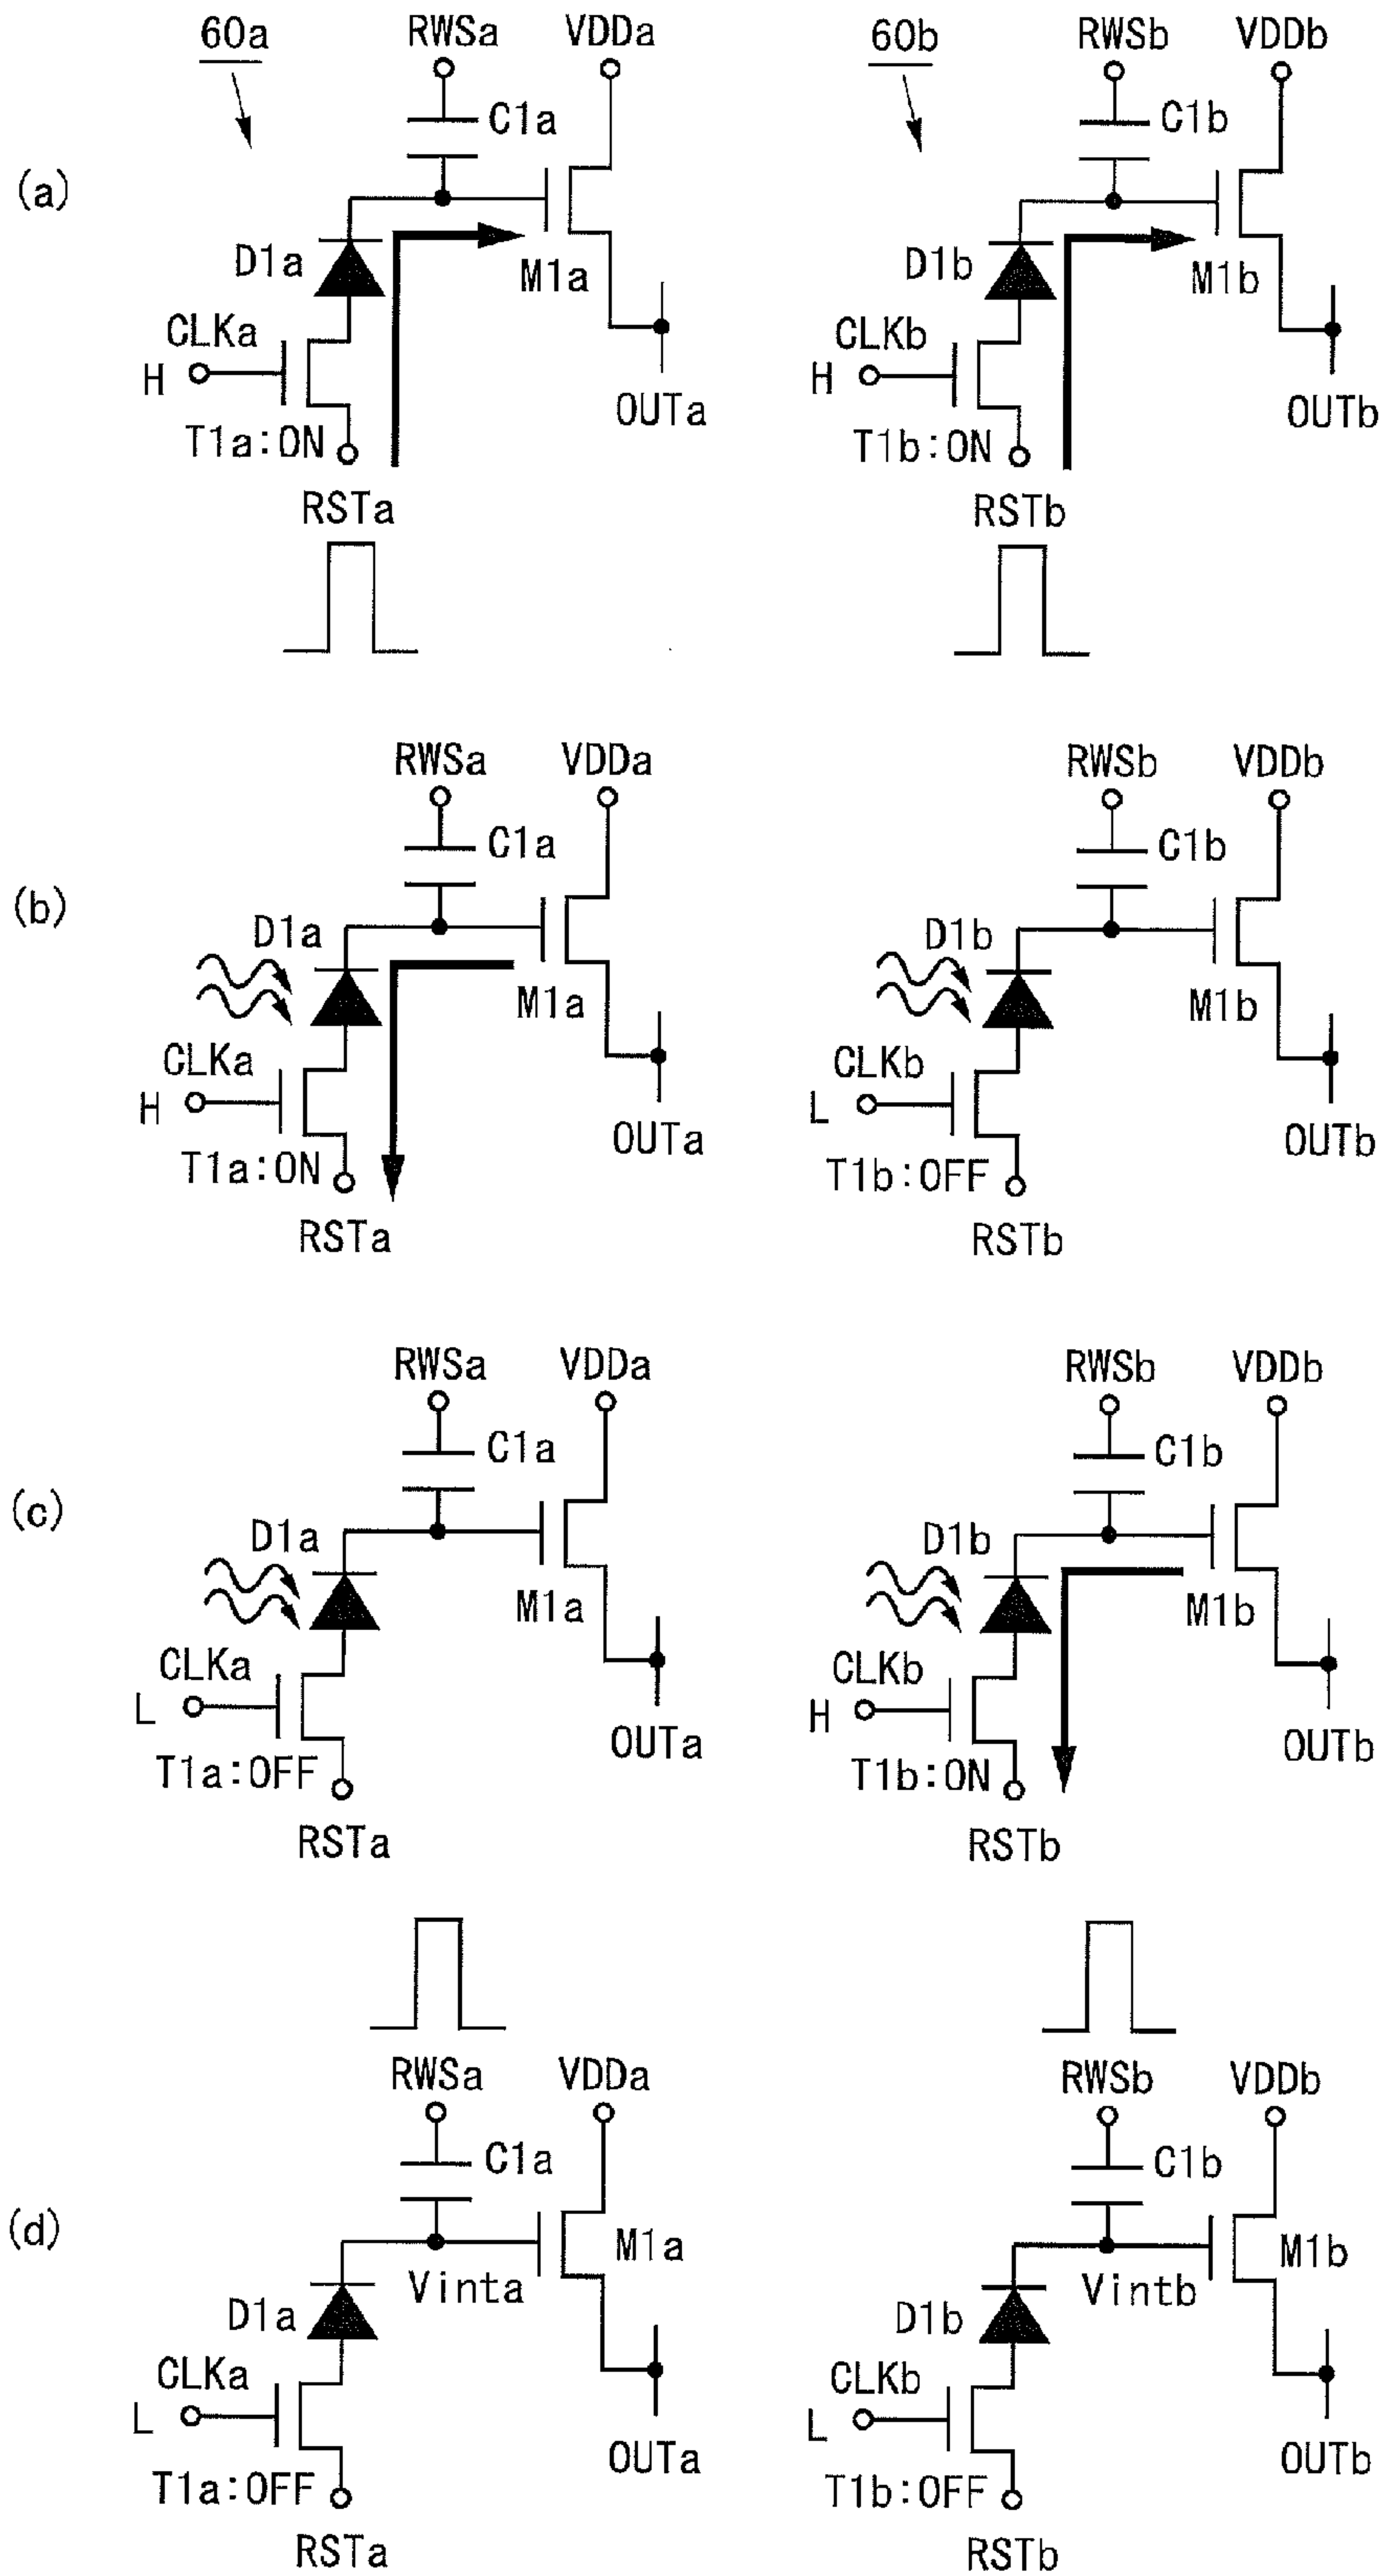 60a
RWSa VDDa
C1a
(a)
D1a
M1a
CLKa
H
T1a:ON
OUTa
RSTa
60b
RWSb VDDb
C1b
D1b
M1b
CLKb
H
T1b:ON
OUTb
RSTb
RWSa VDDa
C1a
(b)
D1a
M1a
CLKa
H
T1a:ON
OUTa
RSTa
RWSb VDDb
C1b
D1b
M1b
CLKb
L
T1b:OFF
OUTb
RSTb
RWSa VDDa
C1a
(c)
D1a
M1a
CLKa
L
T1a:OFF
OUTa
RSTa
RWSb VDDb
C1b
D1b
M1b
CLKb
H
T1b:ON
OUTb
RSTb
RWSa VDDa
C1a
(d)
M1a
Vinta
D1a
CLKa
L
T1a:OFF
OUTa
RSTa
RWSb VDDb
C1b
M1b
Vintb
D1b
CLKb
L
T1b:OFF
OUTb
RSTb